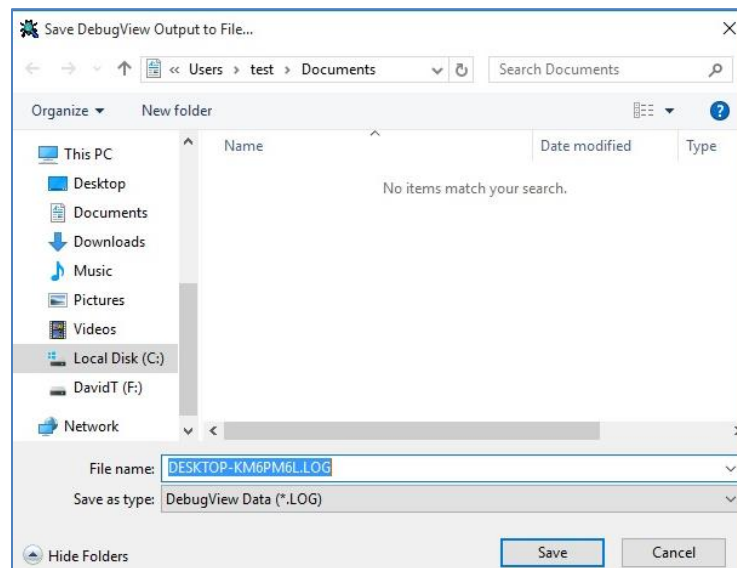 Save DebugView Output to File...
« Users › test › Documents
Search Documents
Organize
New folder
?
Name
Date modified
Type
No items match your search.
This PC
Desktop
Documents
Downloads
Music
Pictures
Videos
Local Disk (C:)
DavidT (F:)
Network
File name: DESKTOP-KM6PM6L.LOG
Save as type: DebugView Data (*.LOG)
Hide Folders
Save
Cancel